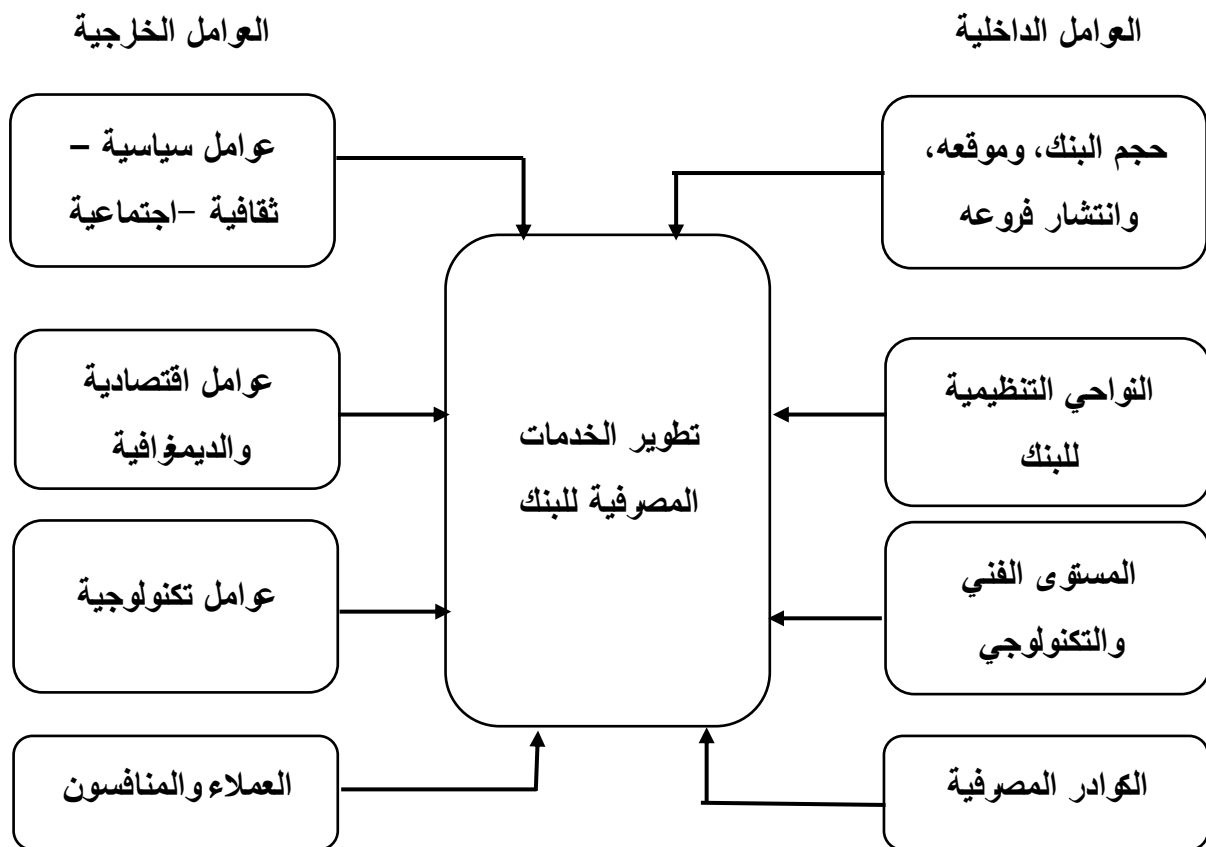 العوامل الداخلية
العوامل الخارجية
حجم البنك، وموقعه،
وانتشار فروعه
عوامل سياسية –
ثقافية –اجتماعية
النواحي التنظيمية
للبنك
تطوير الخدمات
المصرفية للبنك
عوامل اقتصادية
والديمغرافية
المستوى الفني
والتكنولوجي
عوامل تكنولوجية
الكوادر المصرفية
العملاء والمنافسون